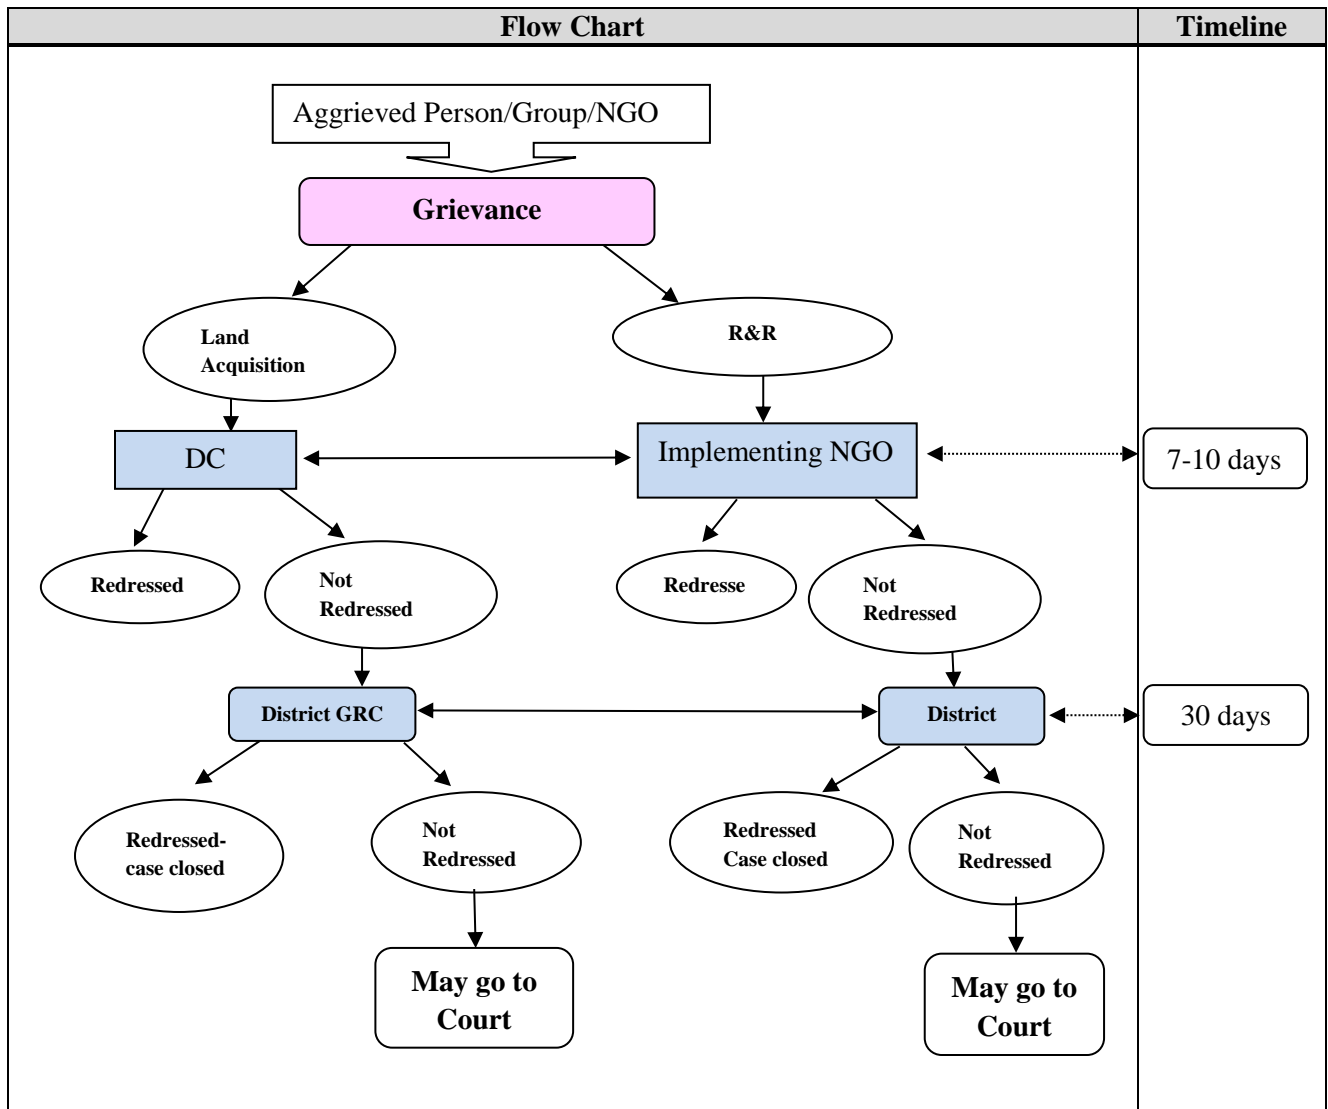 Flow Chart
Timeline
Aggrieved Person/Group/NGO
Grievance
Land
Acquisition
R&R
DC
Implementing NGO
7-10 days
Redressed
Not
Redressed
Redresse
Not
Redressed
District GRC
District
30 days
Redressed-
case closed
Not
Redressed
Redressed
Case closed
Not
Redressed
May go to
Court
May go to
Court